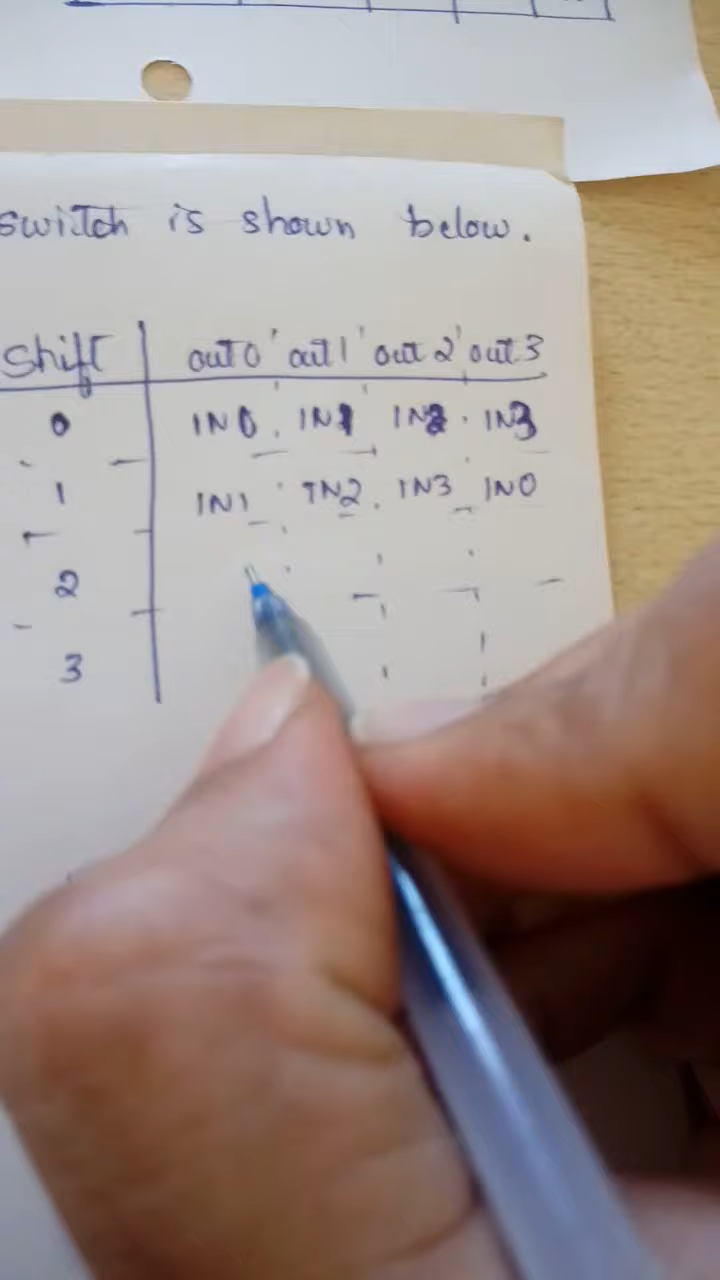 switch is shown below.
Shift out0 out1 out2 out3
0 IN0 IN1 IN2 IN3
1 IN1 IN2 IN3 IN0
2
3